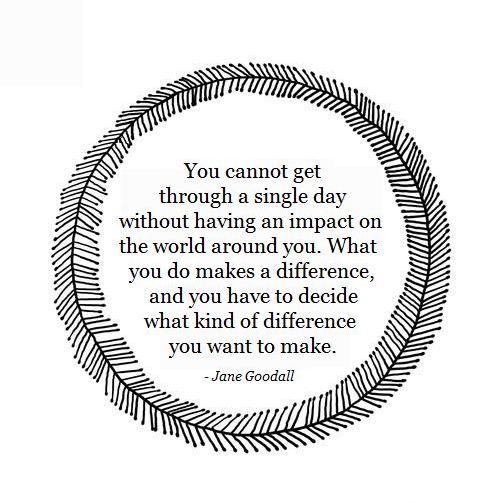 You cannot get
through a single day
without having an impact on
the world around you. What
you do makes a difference,
and you have to decide
what kind of difference
you want to make.
- Jane Goodall